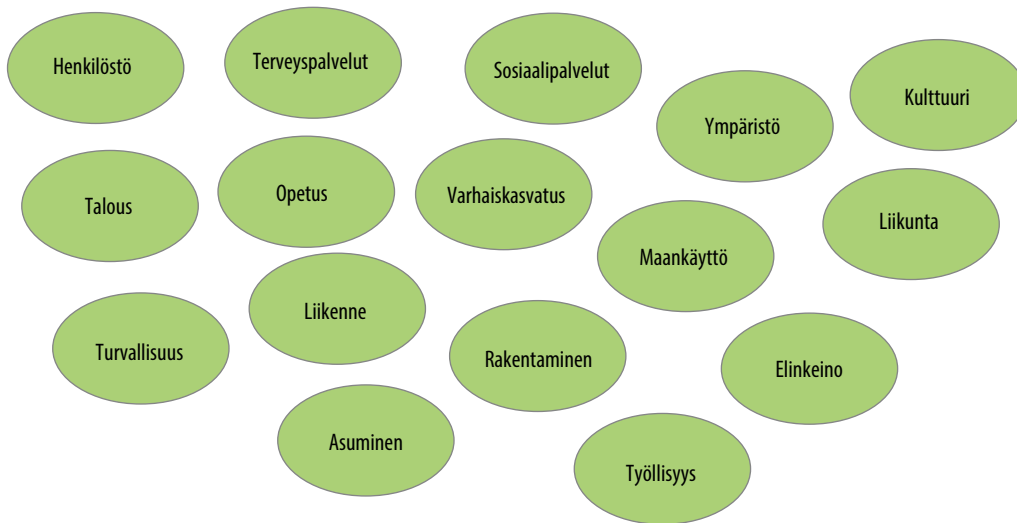 Henkilöstö
Terveyspalvelut
Sosiaalipalvelut
Kulttuuri
Ympäristö
Talous
Opetus
Varhaiskasvatus
Liikunta
Maankäyttö
Liikenne
Turvallisuus
Rakentaminen
Elinkeino
Asuminen
Työllisyys